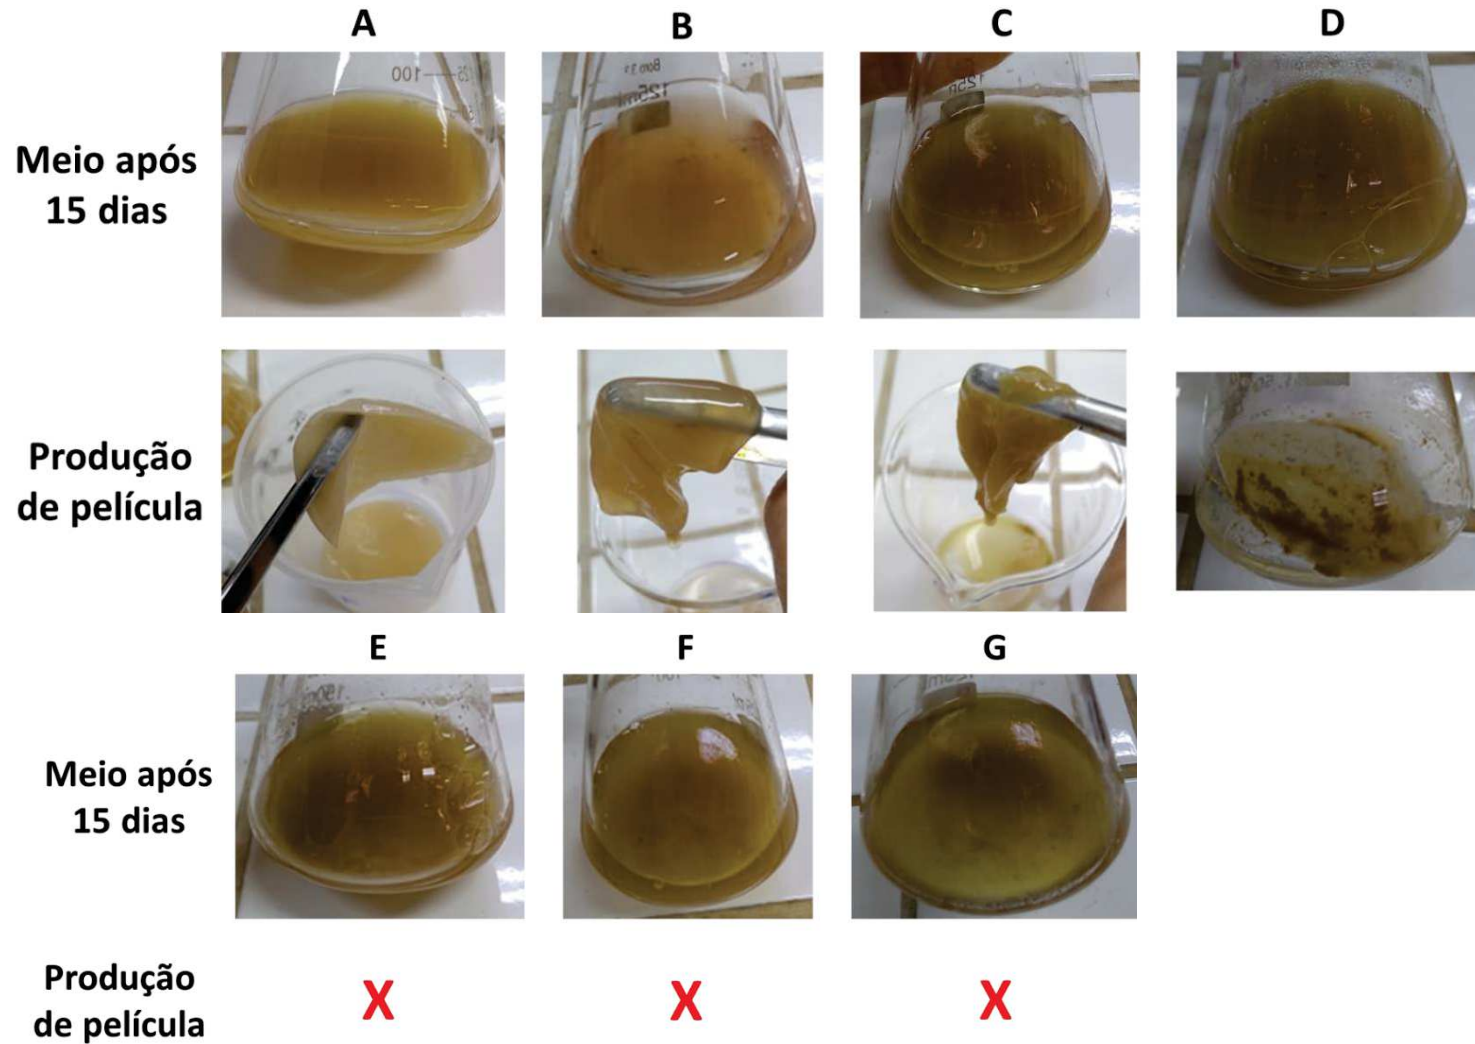 A B C D
Meio após
15 dias
Produção
de película
E F G
Meio após
15 dias
Produção
de película
X X X